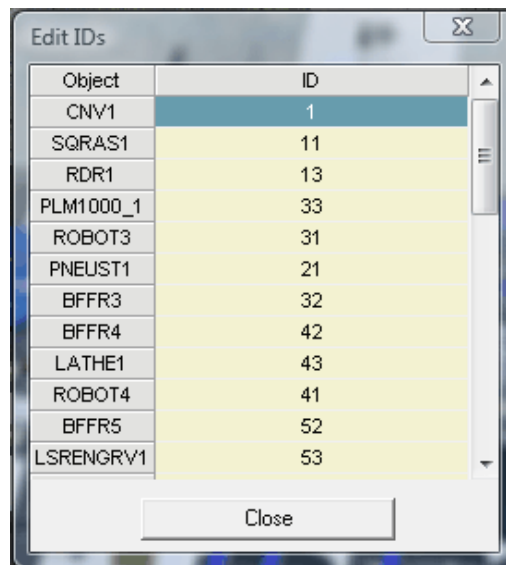 Edit IDs
Object ID
CNV1 1
SQRAS1 11
RDR1 13
PLM1000_1 33
ROBOT3 31
PNEUST1 21
BFFR3 32
BFFR4 42
LATHE1 43
ROBOT4 41
BFFR5 52
LSRENGRV1 53
Close